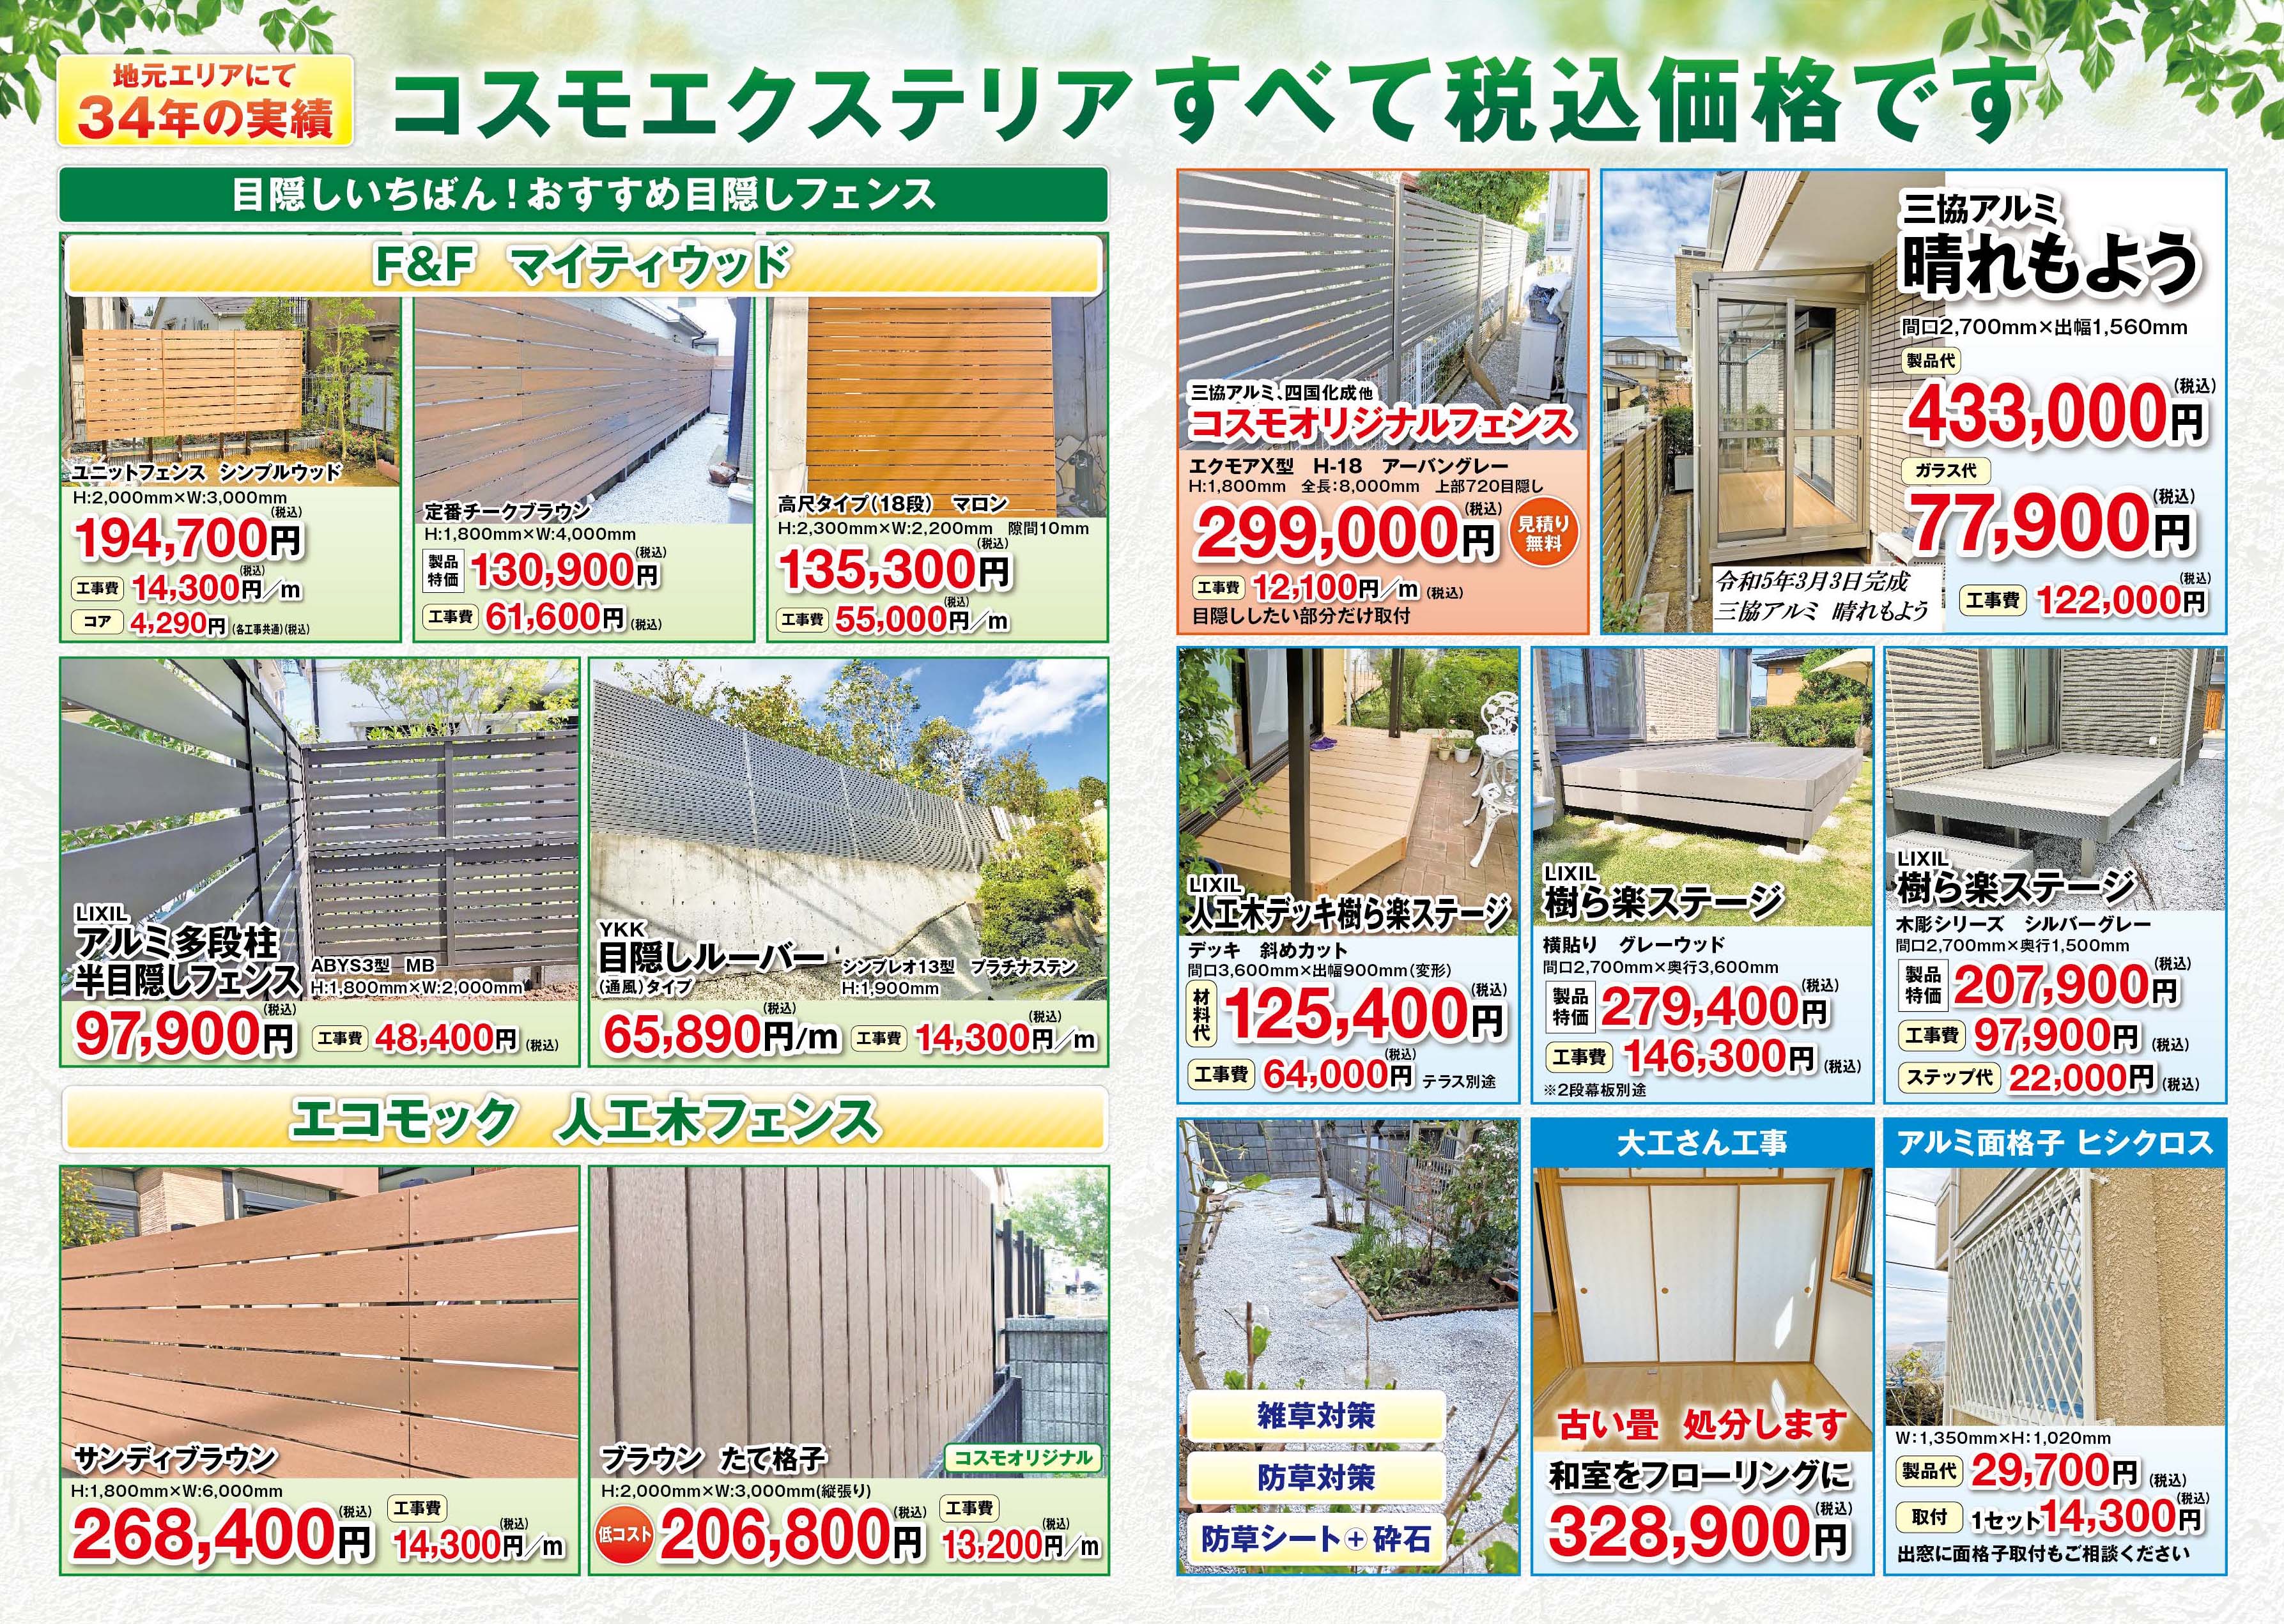 地元エリアにて
34年の実績
コスモエクステリア すべて税込価格です
目隠しいちばん！おすすめ目隠しフェンス
F&F マイティウッド
ユニットフェンス シンプルウッド
H:2,000mm×W:3,000mm
194,700円(税込)
工事費 14,300円/m(税込)
コア 4,290円(各工事共通)(税込)
定番チークブラウン
H:1,800mm×W:4,000mm
製品特価 130,900円(税込)
工事費 61,600円(税込)
高尺タイプ(18段) マロン
H:2,300mm×W:2,200mm 隙間10mm
135,300円(税込)
工事費 55,000円/m(税込)
LIXIL
アルミ多段柱
半目隠しフェンス
ABYS3型 MB
H:1,800mm×W:2,000mm
97,900円(税込) 工事費 48,400円(税込)
YKK
目隠しルーバー
(通風)タイプ
シンプレオ13型 プラチナステン
H:1,900mm
65,890円/m(税込) 工事費 14,300円/m(税込)
エコモック 人工木フェンス
サンディブラウン
H:1,800mm×W:6,000mm
268,400円(税込) 工事費 14,300円/m(税込)
ブラウン たて格子
コスモオリジナル
H:2,000mm×W:3,000mm(縦張り)
低コスト 206,800円(税込) 工事費 13,200円/m(税込)
三協アルミ、四国化成他
コスモオリジナルフェンス
エクモアX型 H-18 アーバングレー
H:1,800mm 全長:8,000mm 上部720目隠し
299,000円(税込)
見積り
無料
工事費 12,100円/m(税込)
目隠ししたい部分だけ取付
三協アルミ
晴れもよう
間口2,700mm×出幅1,560mm
製品代
433,000円(税込)
ガラス代
77,900円(税込)
工事費 122,000円(税込)
令和5年3月3日完成
三協アルミ 晴れもよう
LIXIL
人工木デッキ樹ら楽ステージ
デッキ 斜めカット
間口3,600mm×出幅900mm(変形)
材料代 125,400円(税込)
工事費 64,000円(税込) テラス別途
LIXIL
樹ら楽ステージ
横貼り グレーウッド
間口2,700mm×奥行3,600mm
製品特価 279,400円(税込)
工事費 146,300円(税込)
※2段幕板別途
LIXIL
樹ら楽ステージ
木彫シリーズ シルバーグレー
間口2,700mm×奥行1,500mm
製品特価 207,900円(税込)
工事費 97,900円(税込)
ステップ代 22,000円(税込)
雑草対策
防草対策
防草シート+砕石
大工さん工事
古い畳 処分します
和室をフローリングに
328,900円(税込)
アルミ面格子 ヒシクロス
W:1,350mm×H:1,020mm
製品代 29,700円(税込)
取付 1セット14,300円(税込)
出窓に面格子取付もご相談ください